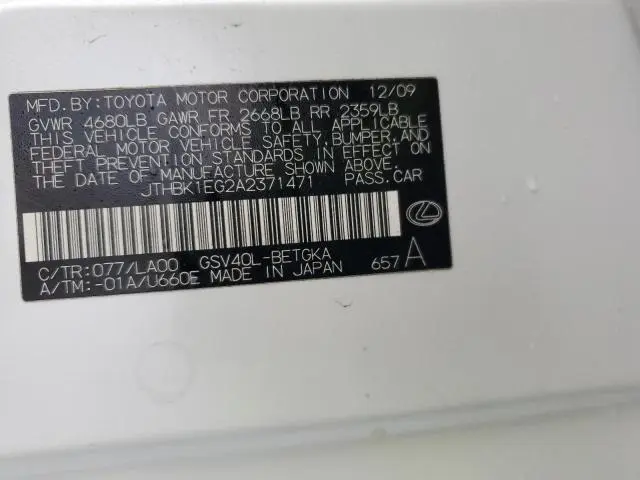 MFD. BY: TOYOTA MOTOR CORPORATION 12/09
GVWR 4680LB GAWR FR 2668LB RR 2359LB
THIS VEHICLE CONFORMS TO ALL APPLICABLE
FEDERAL MOTOR VEHICLE SAFETY, BUMPER, AND
THEFT PREVENTION STANDARDS IN EFFECT ON
THE DATE OF MANUFACTURE SHOWN ABOVE.
JTHBK1EG2A2371471 PASS. CAR
C/TR: 077/LA00 GSV40L-BETGKA
A/TM: -01A/U660E MADE IN JAPAN 657 A